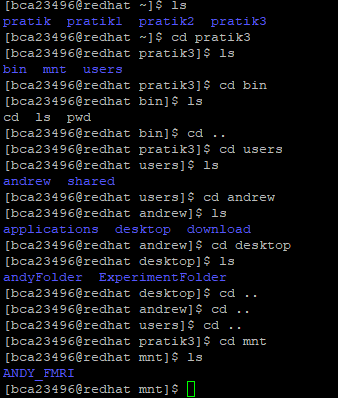 [bca23496@redhat ~]$ ls
pratik  pratik1  pratik2  pratik3
[bca23496@redhat ~]$ cd pratik3
[bca23496@redhat pratik3]$ ls
bin  mnt  users
[bca23496@redhat pratik3]$ cd bin
[bca23496@redhat bin]$ ls
cd  ls  pwd
[bca23496@redhat bin]$ cd ..
[bca23496@redhat pratik3]$ cd users
[bca23496@redhat users]$ ls
andrew  shared
[bca23496@redhat users]$ cd andrew
[bca23496@redhat andrew]$ ls
applications  desktop  download
[bca23496@redhat andrew]$ cd desktop
[bca23496@redhat desktop]$ ls
andyFolder  ExperimentFolder
[bca23496@redhat desktop]$ cd ..
[bca23496@redhat andrew]$ cd ..
[bca23496@redhat users]$ cd ..
[bca23496@redhat pratik3]$ cd mnt
[bca23496@redhat mnt]$ ls
ANDY_FMRI
[bca23496@redhat mnt]$